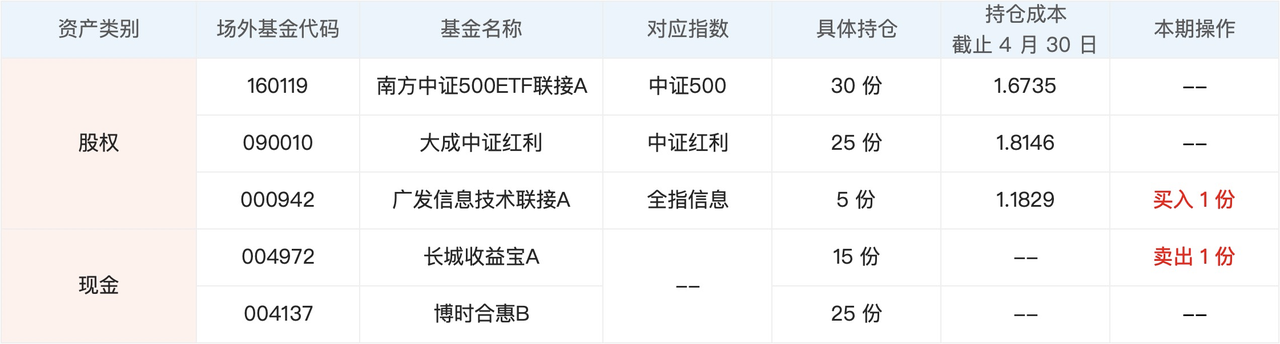 资产类别 场外基金代码 基金名称 对应指数 具体持仓 持仓成本 本期操作
截止 4 月 30 日
股权 160119 南方中证500ETF联接A 中证500 30 份 1.6735 --
090010 大成中证红利 中证红利 25 份 1.8146 --
000942 广发信息技术联接A 全指信息 5 份 1.1829 买入 1 份
现金 004972 长城收益宝A -- 15 份 -- 卖出 1 份
004137 博时合惠B 25 份 -- --